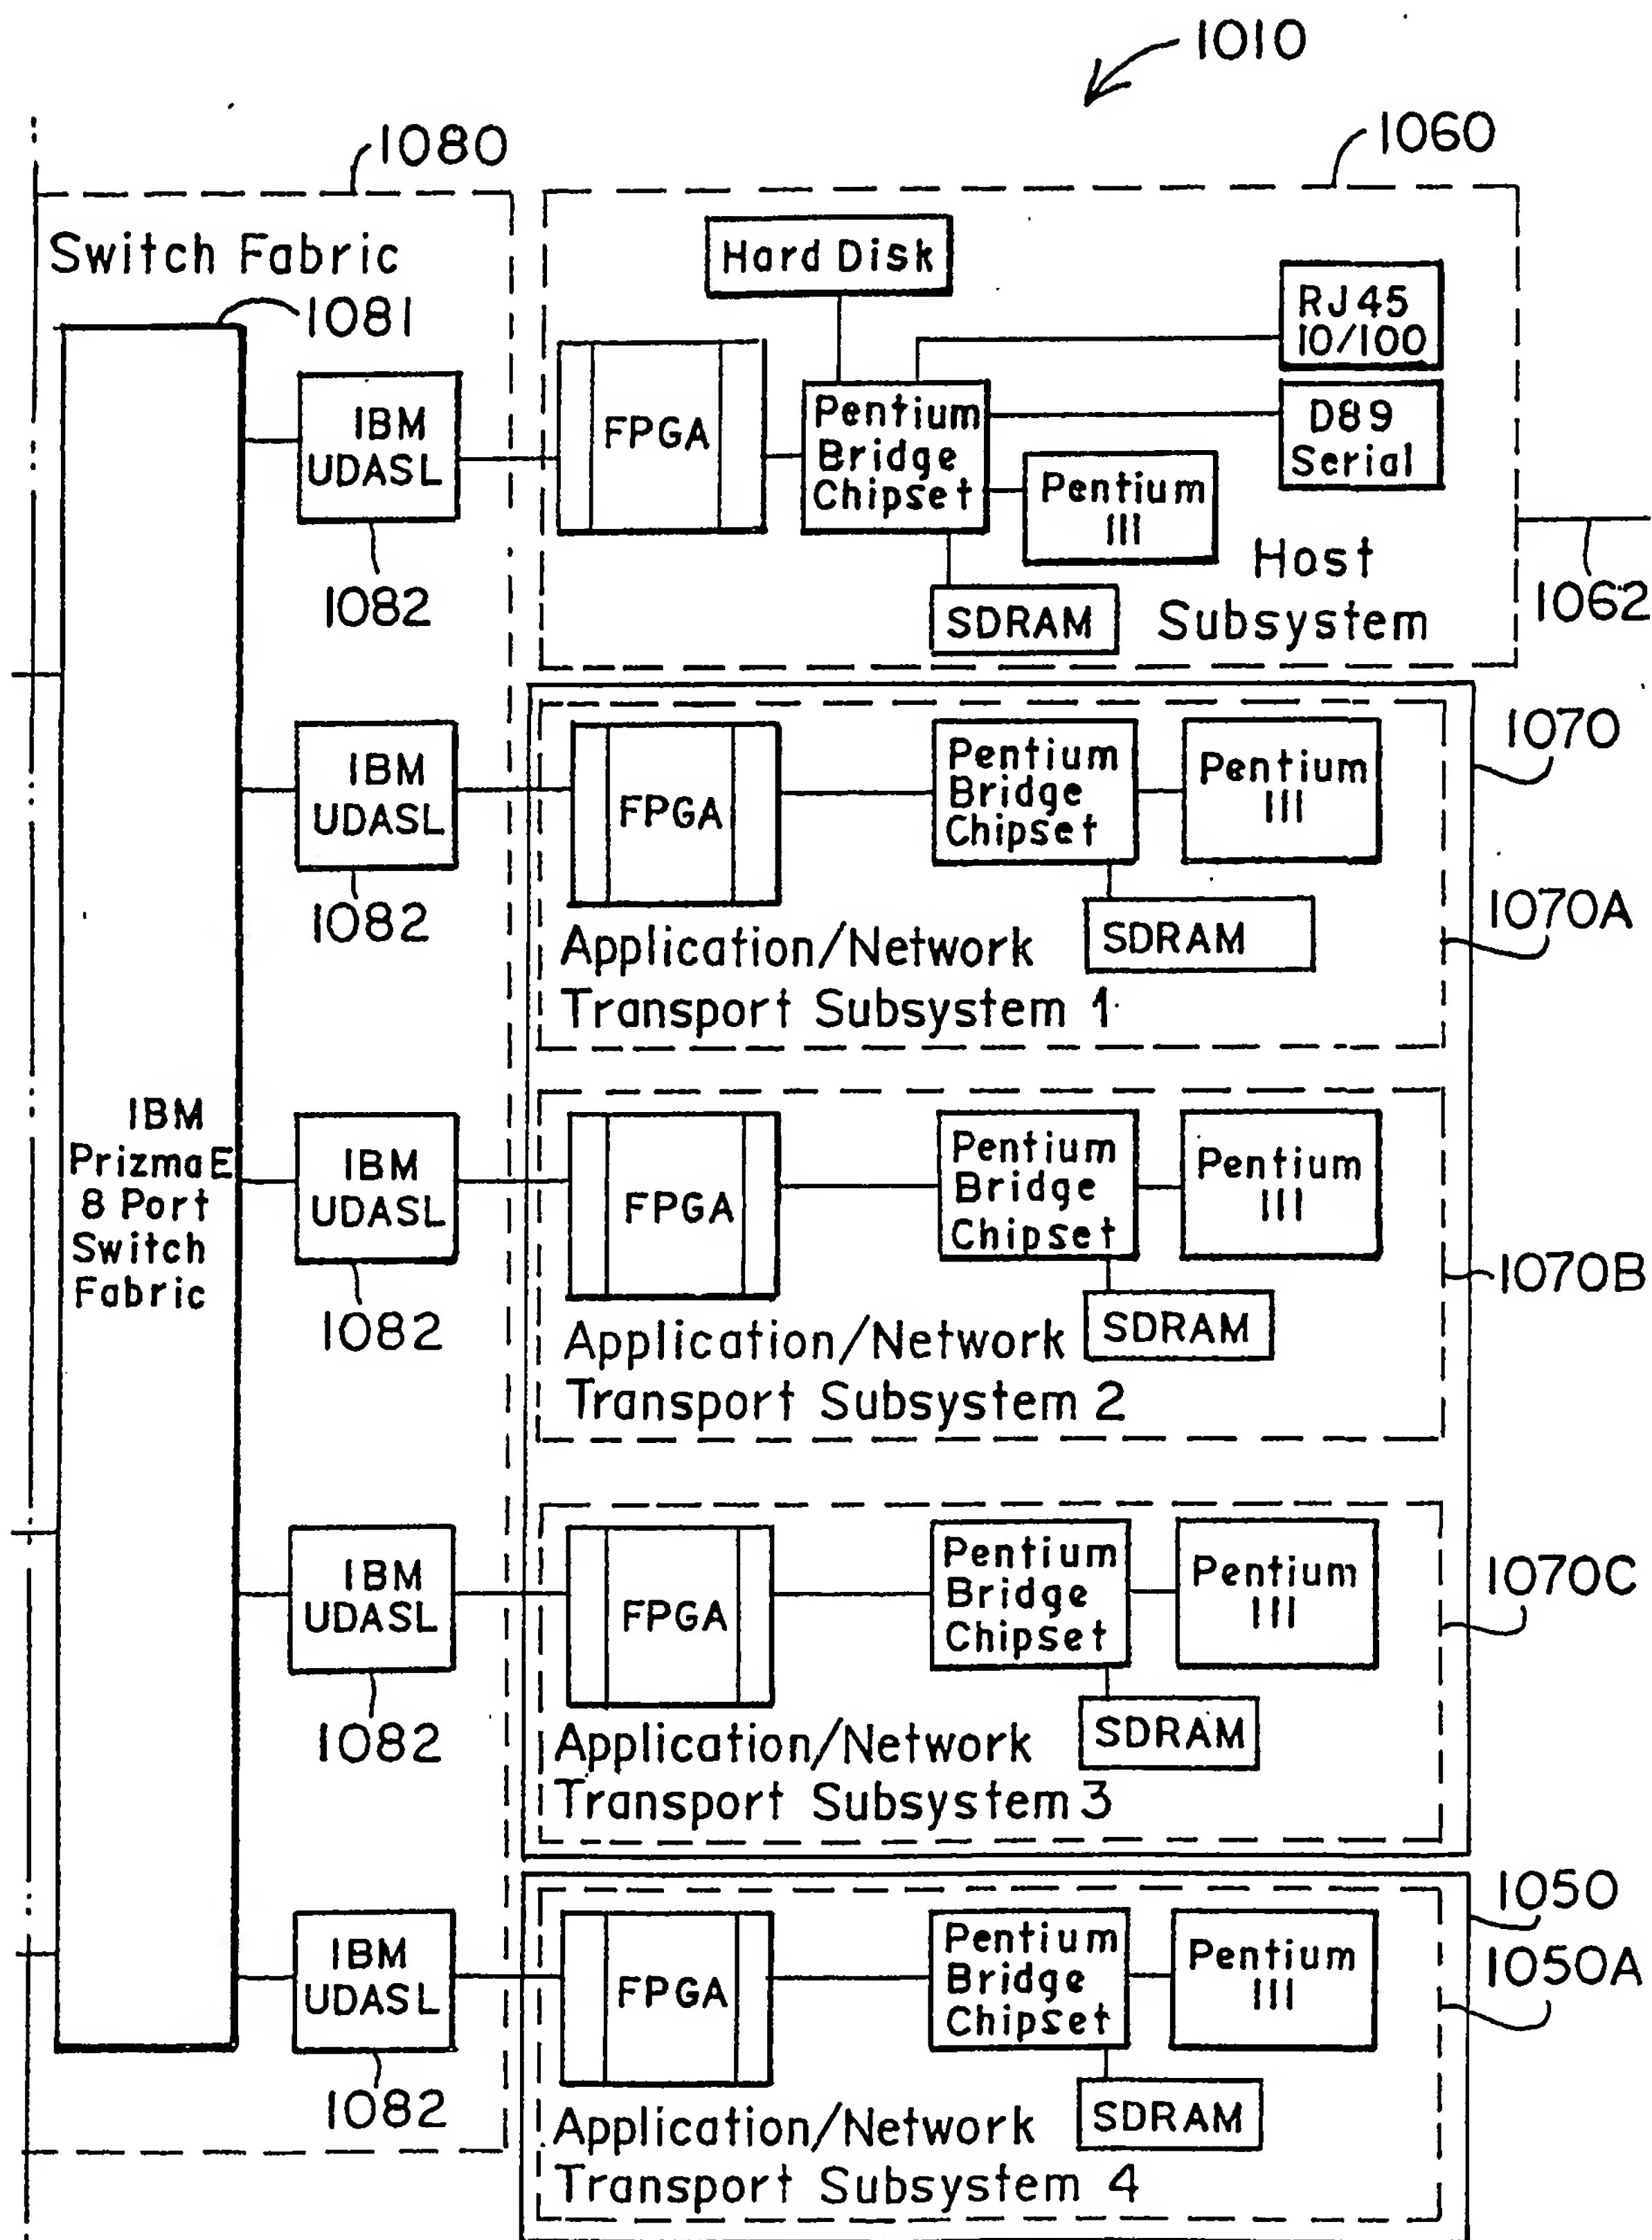 1010
1080
1060
Switch Fabric
1081
Hard Disk
RJ45
10/100
IBM
UDASL
FPGA
Pentium
Bridge
Chipset
D89
Serial
Pentium
III
1082
SDRAM
Host
Subsystem
1062
1070
IBM
UDASL
FPGA
Pentium
Bridge
Chipset
Pentium
III
1082
SDRAM
1070A
Application/Network
Transport Subsystem 1
IBM
PrizmaE
8 Port
Switch
Fabric
IBM
UDASL
FPGA
Pentium
Bridge
Chipset
Pentium
III
1082
SDRAM
1070B
Application/Network
Transport Subsystem 2
IBM
UDASL
FPGA
Pentium
Bridge
Chipset
Pentium
III
1070C
1082
SDRAM
Application/Network
Transport Subsystem 3
1050
IBM
UDASL
FPGA
Pentium
Bridge
Chipset
Pentium
III
1050A
1082
SDRAM
Application/Network
Transport Subsystem 4